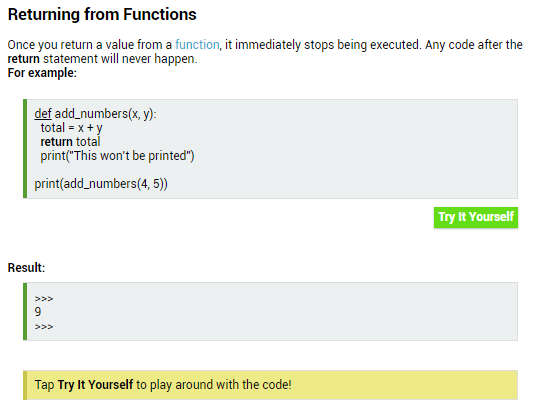 Returning from Functions
Once you return a value from a function, it immediately stops being executed. Any code after the
return statement will never happen.
For example:
def add_numbers(x, y):
  total = x + y
  return total
  print("This won't be printed")

print(add_numbers(4, 5))
Try It Yourself
Result:
>>>
9
>>>
Tap Try It Yourself to play around with the code!